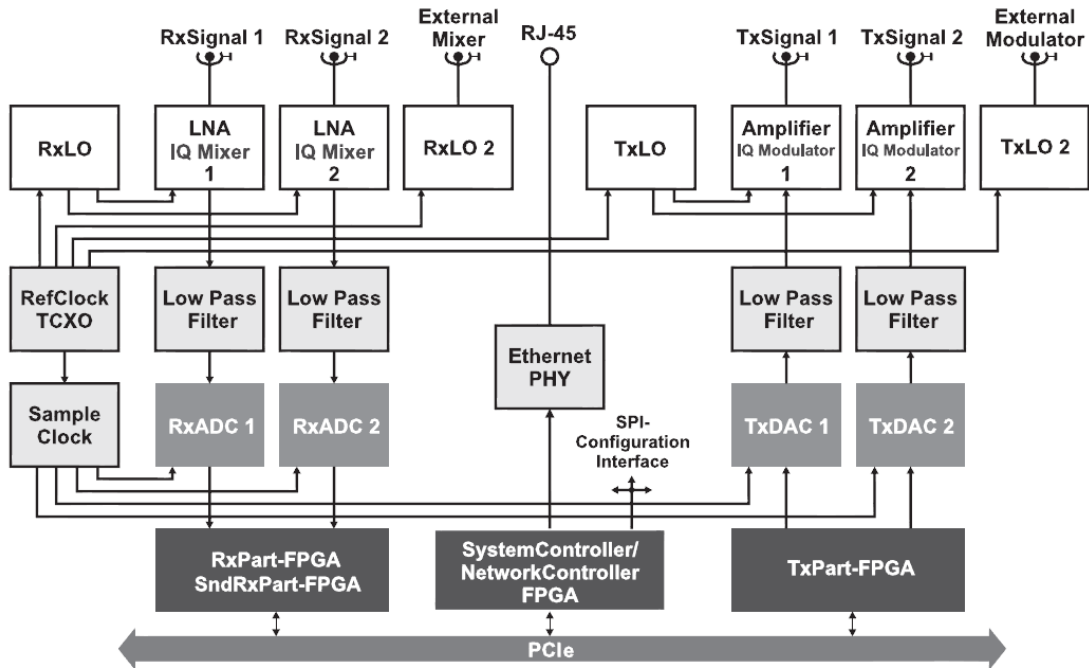 RxSignal 1
RxSignal 2
External
Mixer
RJ-45
TxSignal 1
TxSignal 2
External
Modulator
RxLO
LNA
IQ Mixer
1
LNA
IQ Mixer
2
RxLO 2
TxLO
Amplifier
IQ Modulator
1
Amplifier
IQ Modulator
2
TxLO 2
RefClock
TCXO
Low Pass
Filter
Low Pass
Filter
Ethernet
PHY
Low Pass
Filter
Low Pass
Filter
Sample
Clock
RxADC 1
RxADC 2
SPI-
Configuration
Interface
TxDAC 1
TxDAC 2
RxPart-FPGA
SndRxPart-FPGA
SystemController/
NetworkController
FPGA
TxPart-FPGA
PCIe